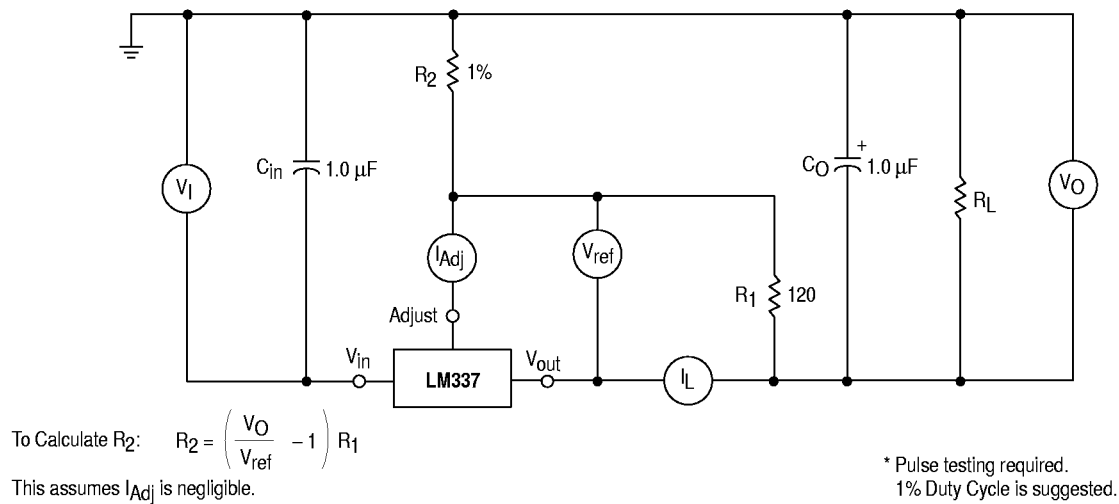 R2 1%
Cin 1.0 μF
CO + 1.0 μF
VI
RL
VO
IAdj
Vref
R1 120
Adjust
Vin
LM337
Vout
IL
To Calculate R2: R2 = ( VO / Vref - 1 ) R1
This assumes IAdj is negligible.
* Pulse testing required.
1% Duty Cycle is suggested.